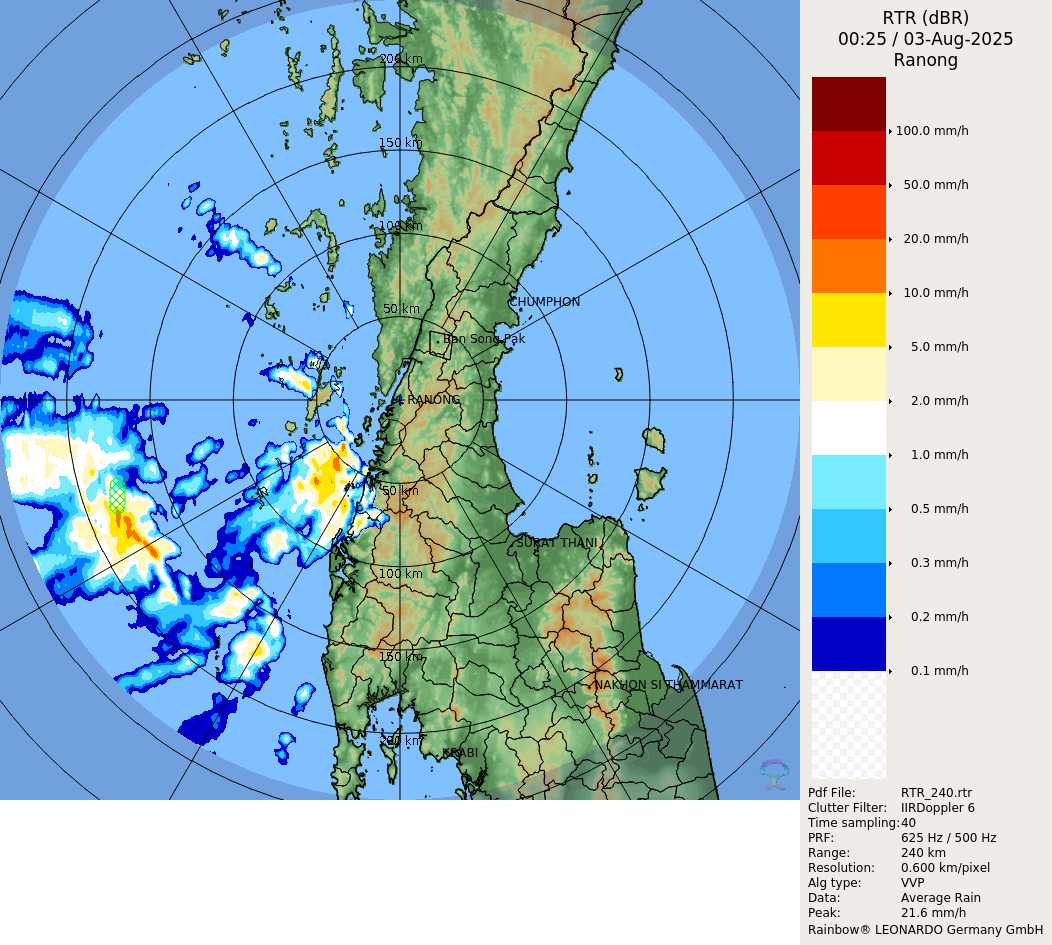 RTR (dBR)
00:25 / 03-Aug-2025
Ranong
200 km
150 km
100 km
50 km
CHUMPHON
Ban Song Pak
RANONG
50 km
SURAT THANI
100 km
150 km
NAKHON SI THAMMARAT
200 km
KRABI
100.0 mm/h
50.0 mm/h
20.0 mm/h
10.0 mm/h
5.0 mm/h
2.0 mm/h
1.0 mm/h
0.5 mm/h
0.3 mm/h
0.2 mm/h
0.1 mm/h
Pdf File: RTR_240.rtr
Clutter Filter: IIRDoppler 6
Time sampling:40
PRF: 625 Hz / 500 Hz
Range: 240 km
Resolution: 0.600 km/pixel
Alg type: VVP
Data: Average Rain
Peak: 21.6 mm/h
Rainbow® LEONARDO Germany GmbH